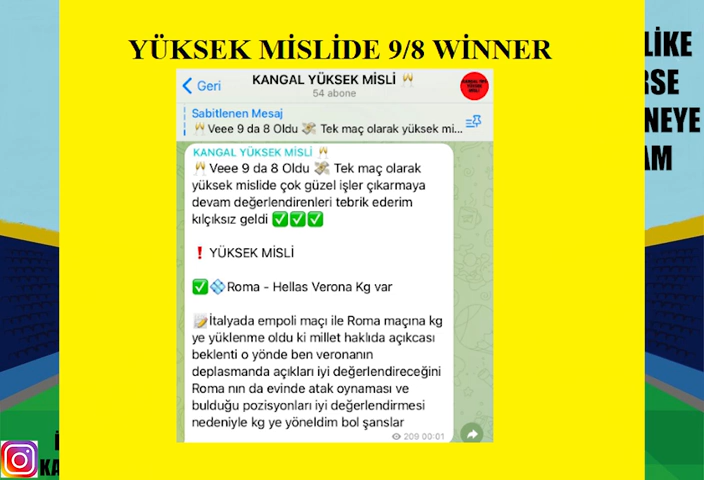 YÜKSEK MİSLİDE 9/8 WİNNER
LİKE
RSE
NEYE
AM
Geri
KANGAL YÜKSEK MİSLİ 🥂
54 abone
Sabitlenen Mesaj
🥂 Veee 9 da 8 Oldu 💸 Tek maç olarak yüksek mi...
KANGAL YÜKSEK MİSLİ 🥂
🥂 Veee 9 da 8 Oldu 💸 Tek maç olarak
yüksek mislide çok güzel işler çıkarmaya
devam değerlendirenleri tebrik ederim
kılçıksız geldi ✅✅✅
❗ YÜKSEK MİSLİ
✅💠Roma - Hellas Verona Kg var
📝İtalyada empoli maçı ile Roma maçına kg
ye yüklenme oldu ki millet haklıda açıkcası
beklenti o yönde ben veronanın
deplasmanda açıkları iyi değerlendireceğini
Roma nın da evinde atak oynaması ve
bulduğu pozisyonları iyi değerlendirmesi
nedeniyle kg ye yöneldim bol şanslar
209 00:01
İ
KA